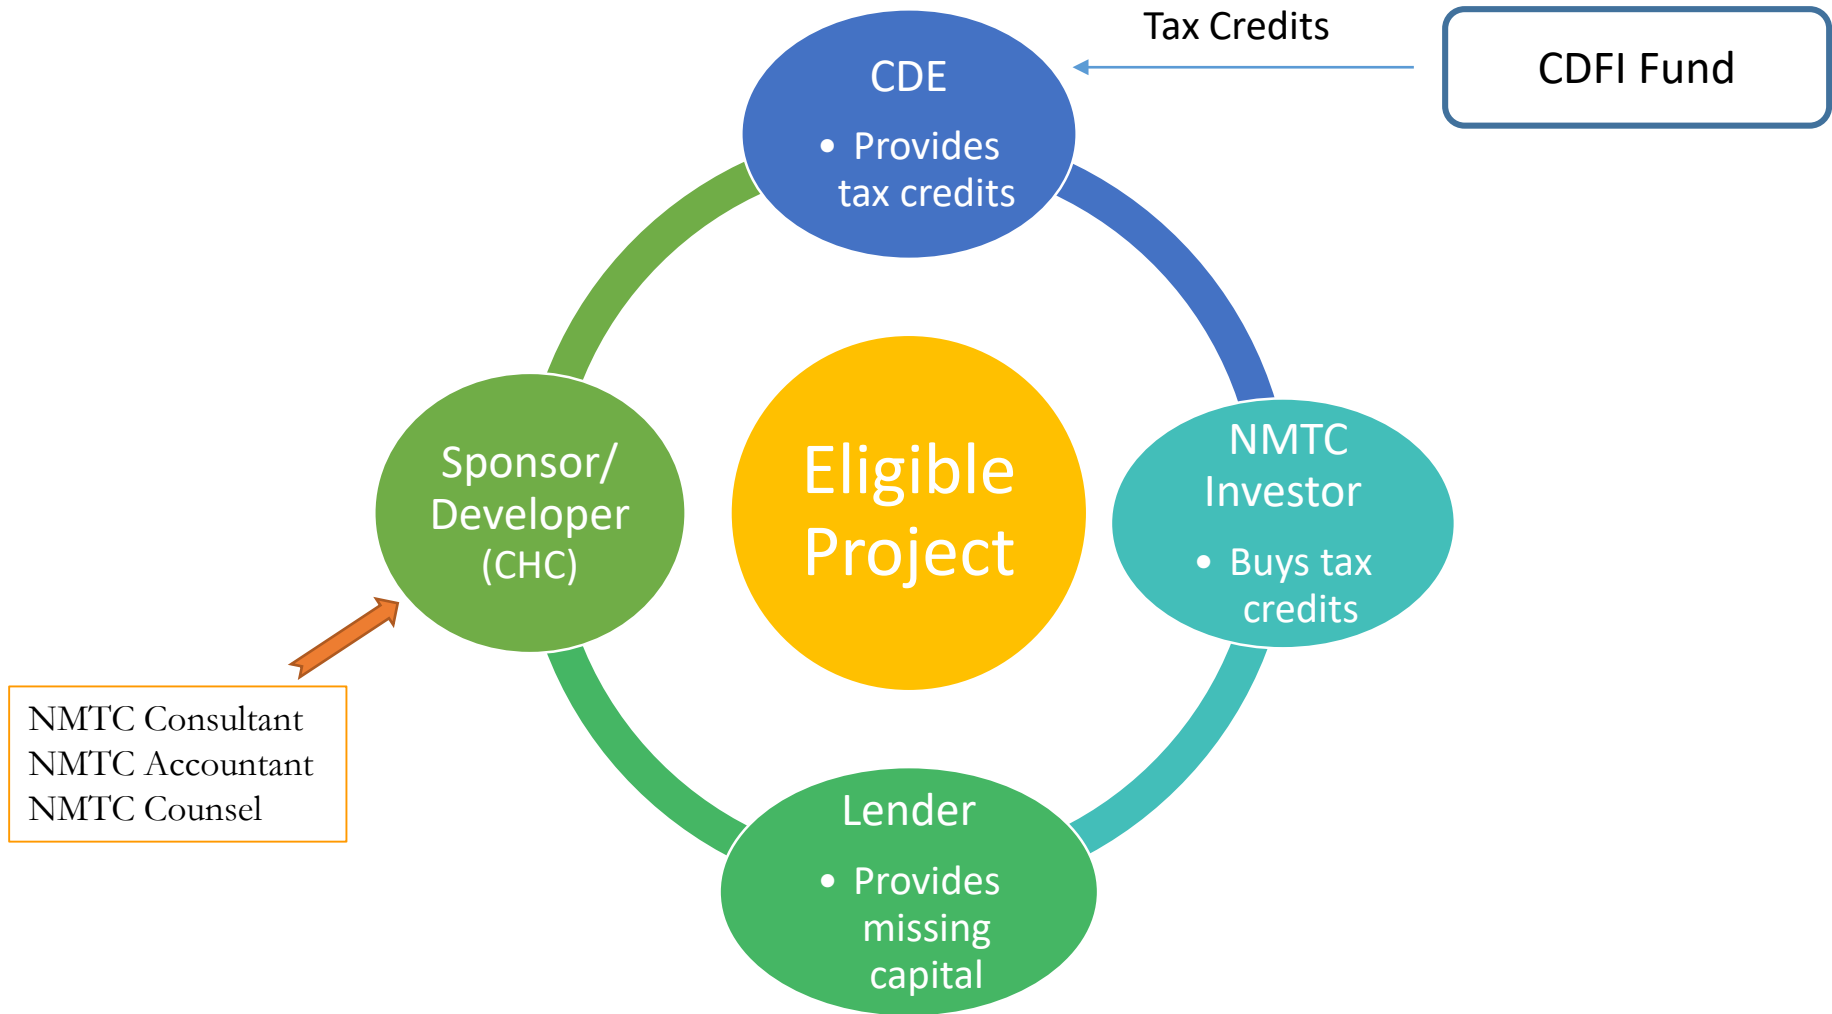 Tax Credits
CDFI Fund
CDE
• Provides
tax credits
Sponsor/
Developer
(CHC)
Eligible
Project
NMTC
Investor
• Buys tax
credits
NMTC Consultant
NMTC Accountant
NMTC Counsel
Lender
• Provides
missing
capital